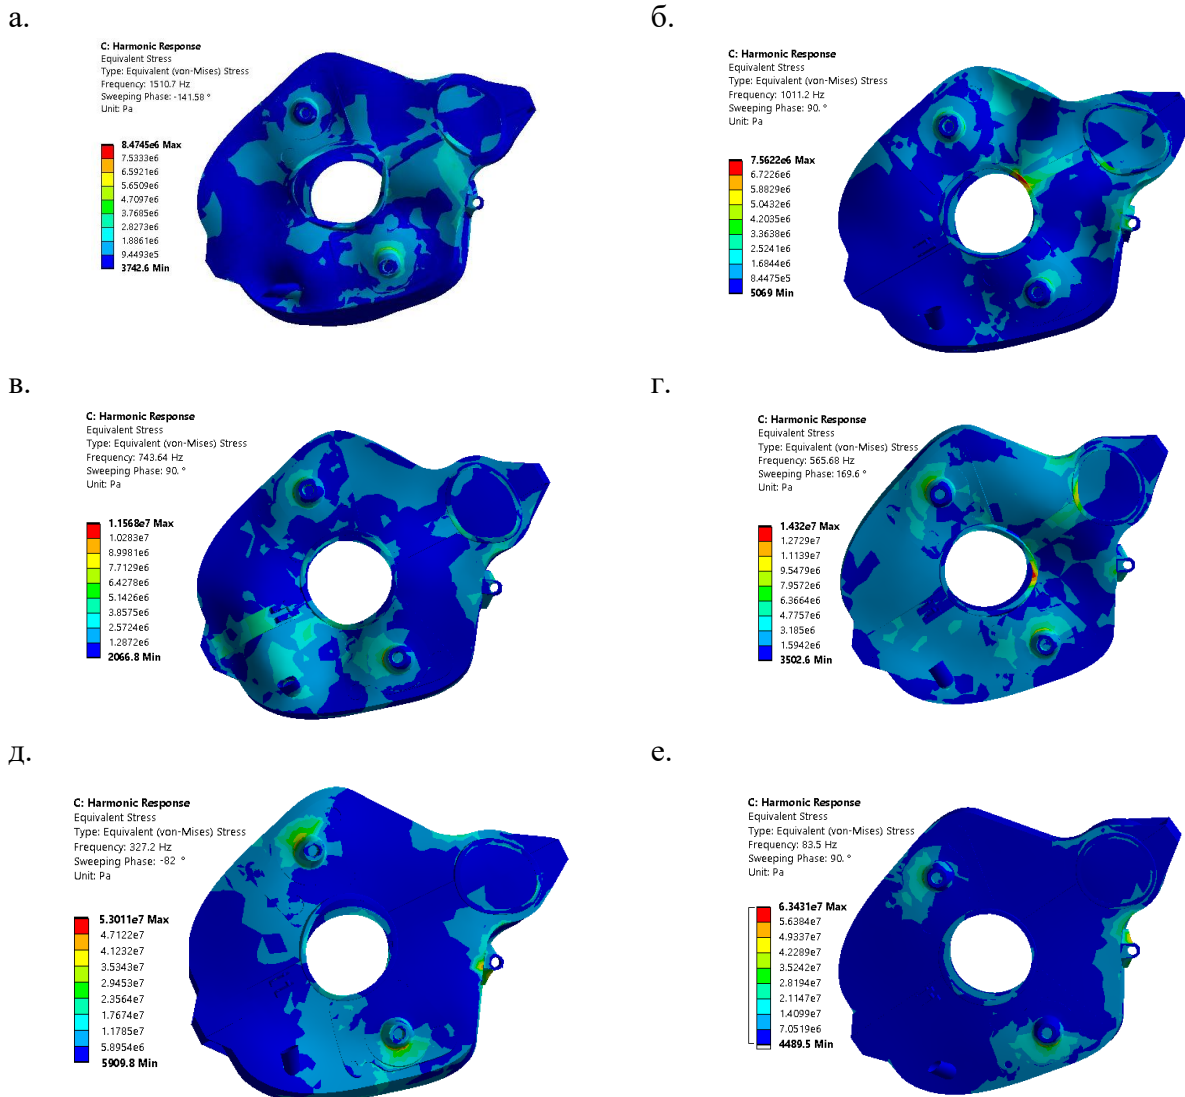 а.
C: Harmonic Response
Equivalent Stress
Type: Equivalent (von-Mises) Stress
Frequency: 1510.7 Hz
Sweeping Phase: -141.58 °
Unit: Pa
8.4745e6 Max
7.5333e6
6.5921e6
5.6509e6
4.7097e6
3.7685e6
2.8273e6
1.8861e6
9.4493e5
3742.6 Min
б.
C: Harmonic Response
Equivalent Stress
Type: Equivalent (von-Mises) Stress
Frequency: 1011.2 Hz
Sweeping Phase: 90. °
Unit: Pa
7.5622e6 Max
6.7226e6
5.8829e6
5.0432e6
4.2035e6
3.3638e6
2.5241e6
1.6844e6
8.4475e5
5069 Min
в.
C: Harmonic Response
Equivalent Stress
Type: Equivalent (von-Mises) Stress
Frequency: 743.64 Hz
Sweeping Phase: 90. °
Unit: Pa
1.1568e7 Max
1.0283e7
8.9981e6
7.7129e6
6.4278e6
5.1426e6
3.8575e6
2.5724e6
1.2872e6
2066.8 Min
г.
C: Harmonic Response
Equivalent Stress
Type: Equivalent (von-Mises) Stress
Frequency: 565.68 Hz
Sweeping Phase: 169.6 °
Unit: Pa
1.432e7 Max
1.2729e7
1.1139e7
9.5479e6
7.9572e6
6.3664e6
4.7757e6
3.185e6
1.5942e6
3502.6 Min
д.
C: Harmonic Response
Equivalent Stress
Type: Equivalent (von-Mises) Stress
Frequency: 327.2 Hz
Sweeping Phase: -82 °
Unit: Pa
5.3011e7 Max
4.7122e7
4.1232e7
3.5343e7
2.9453e7
2.3564e7
1.7674e7
1.1785e7
5.8954e6
5909.8 Min
е.
C: Harmonic Response
Equivalent Stress
Type: Equivalent (von-Mises) Stress
Frequency: 83.5 Hz
Sweeping Phase: 90. °
Unit: Pa
6.3431e7 Max
5.6384e7
4.9337e7
4.2289e7
3.5242e7
2.8194e7
2.1147e7
1.4099e7
7.0519e6
4489.5 Min